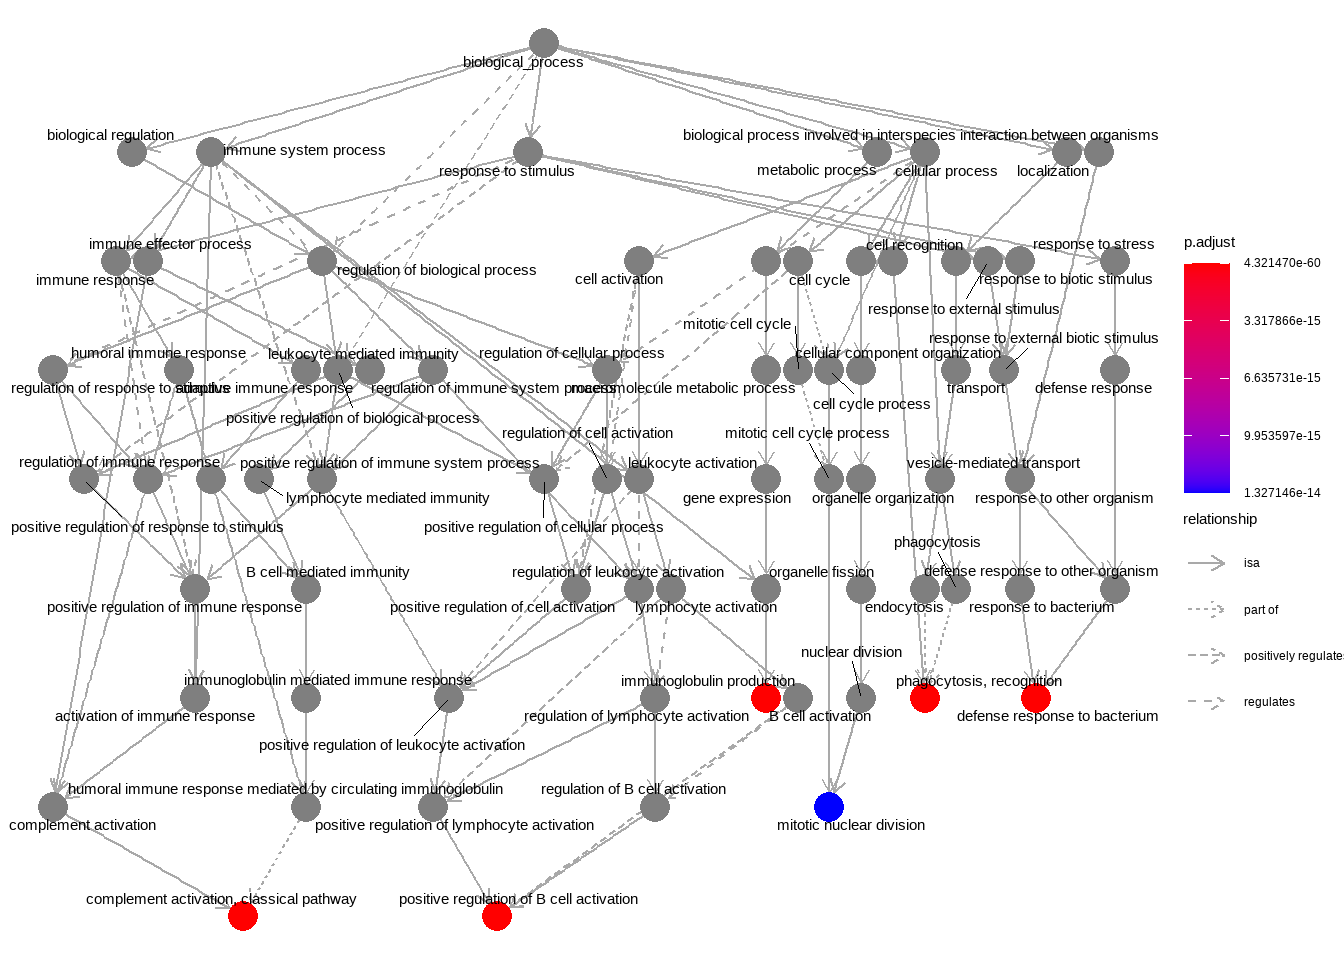 biological_process
biological regulation
immune system process
response to stimulus
biological process involved in interspecies interaction between organisms
metabolic process
cellular process
localization
immune effector process
immune response
regulation of biological process
cell activation
cell cycle
cell recognition
response to stress
response to biotic stimulus
response to external stimulus
mitotic cell cycle
response to external biotic stimulus
humoral immune response
leukocyte mediated immunity
regulation of cellular process
cellular component organization
regulation of response to stimulus
adaptive immune response
regulation of immune system process
macromolecule metabolic process
transport
defense response
cell cycle process
positive regulation of biological process
regulation of cell activation
mitotic cell cycle process
regulation of immune response
positive regulation of immune system process
leukocyte activation
vesicle-mediated transport
lymphocyte mediated immunity
gene expression
organelle organization
response to other organism
positive regulation of response to stimulus
positive regulation of cellular process
phagocytosis
B cell mediated immunity
regulation of leukocyte activation
organelle fission
defense response to other organism
positive regulation of immune response
positive regulation of cell activation
lymphocyte activation
endocytosis
response to bacterium
nuclear division
immunoglobulin mediated immune response
immunoglobulin production
phagocytosis, recognition
activation of immune response
regulation of lymphocyte activation
B cell activation
defense response to bacterium
positive regulation of leukocyte activation
humoral immune response mediated by circulating immunoglobulin
regulation of B cell activation
complement activation
positive regulation of lymphocyte activation
mitotic nuclear division
complement activation, classical pathway
positive regulation of B cell activation
p.adjust
4.321470e-60
3.317866e-15
6.635731e-15
9.953597e-15
1.327146e-14
relationship
isa
part of
positively regulates
regulates